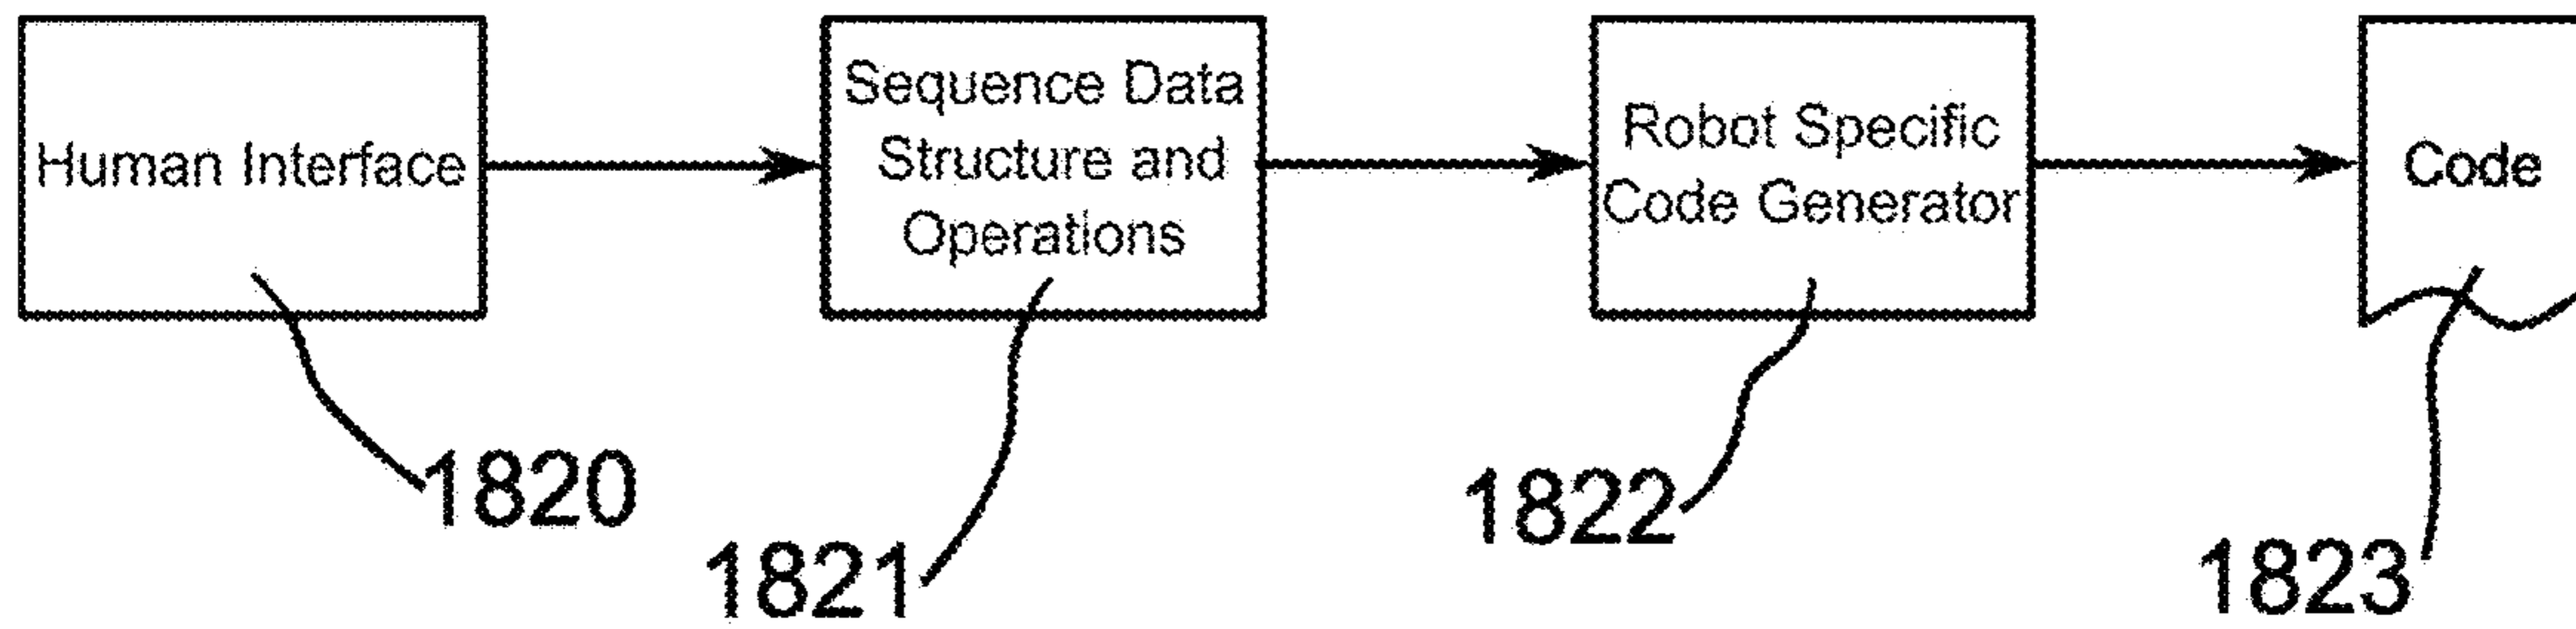 Human Interface
Sequence Data
Structure and
Operations
Robot Specific
Code Generator
Code
1820
1821
1822
1823